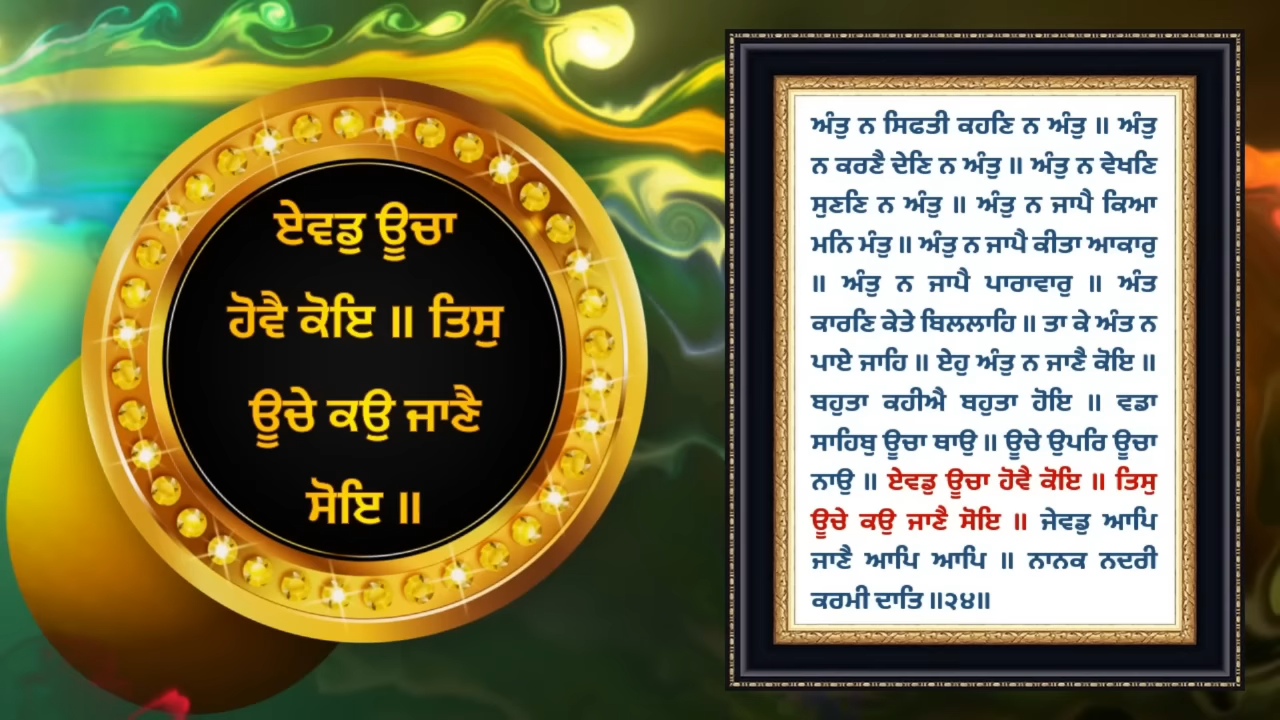 ਏਵਡੁ ਊਚਾ
ਹੋਵੈ ਕੋਇ ॥ ਤਿਸੁ
ਊਚੇ ਕਉ ਜਾਣੈ
ਸੋਇ ॥
ਅੰਤੁ ਨ ਸਿਫਤੀ ਕਹਣਿ ਨ ਅੰਤੁ ॥ ਅੰਤੁ
ਨ ਕਰਣੈ ਦੇਣਿ ਨ ਅੰਤੁ ॥ ਅੰਤੁ ਨ ਵੇਖਣਿ
ਸੁਣਣਿ ਨ ਅੰਤੁ ॥ ਅੰਤੁ ਨ ਜਾਪੈ ਕਿਆ
ਮਨਿ ਮੰਤੁ ॥ ਅੰਤੁ ਨ ਜਾਪੈ ਕੀਤਾ ਆਕਾਰੁ
॥ ਅੰਤੁ ਨ ਜਾਪੈ ਪਾਰਾਵਾਰੁ ॥ ਅੰਤ
ਕਾਰਣਿ ਕੇਤੇ ਬਿਲਲਾਹਿ ॥ ਤਾ ਕੇ ਅੰਤ ਨ
ਪਾਏ ਜਾਹਿ ॥ ਏਹੁ ਅੰਤੁ ਨ ਜਾਣੈ ਕੋਇ ॥
ਬਹੁਤਾ ਕਹੀਐ ਬਹੁਤਾ ਹੋਇ ॥ ਵਡਾ
ਸਾਹਿਬੁ ਊਚਾ ਥਾਉ ॥ ਊਚੇ ਉਪਰਿ ਊਚਾ
ਨਾਉ ॥ ਏਵਡੁ ਊਚਾ ਹੋਵੈ ਕੋਇ ॥ ਤਿਸੁ
ਊਚੇ ਕਉ ਜਾਣੈ ਸੋਇ ॥ ਜੇਵਡੁ ਆਪਿ
ਜਾਣੈ ਆਪਿ ਆਪਿ ॥ ਨਾਨਕ ਨਦਰੀ
ਕਰਮੀ ਦਾਤਿ ॥੨੪॥